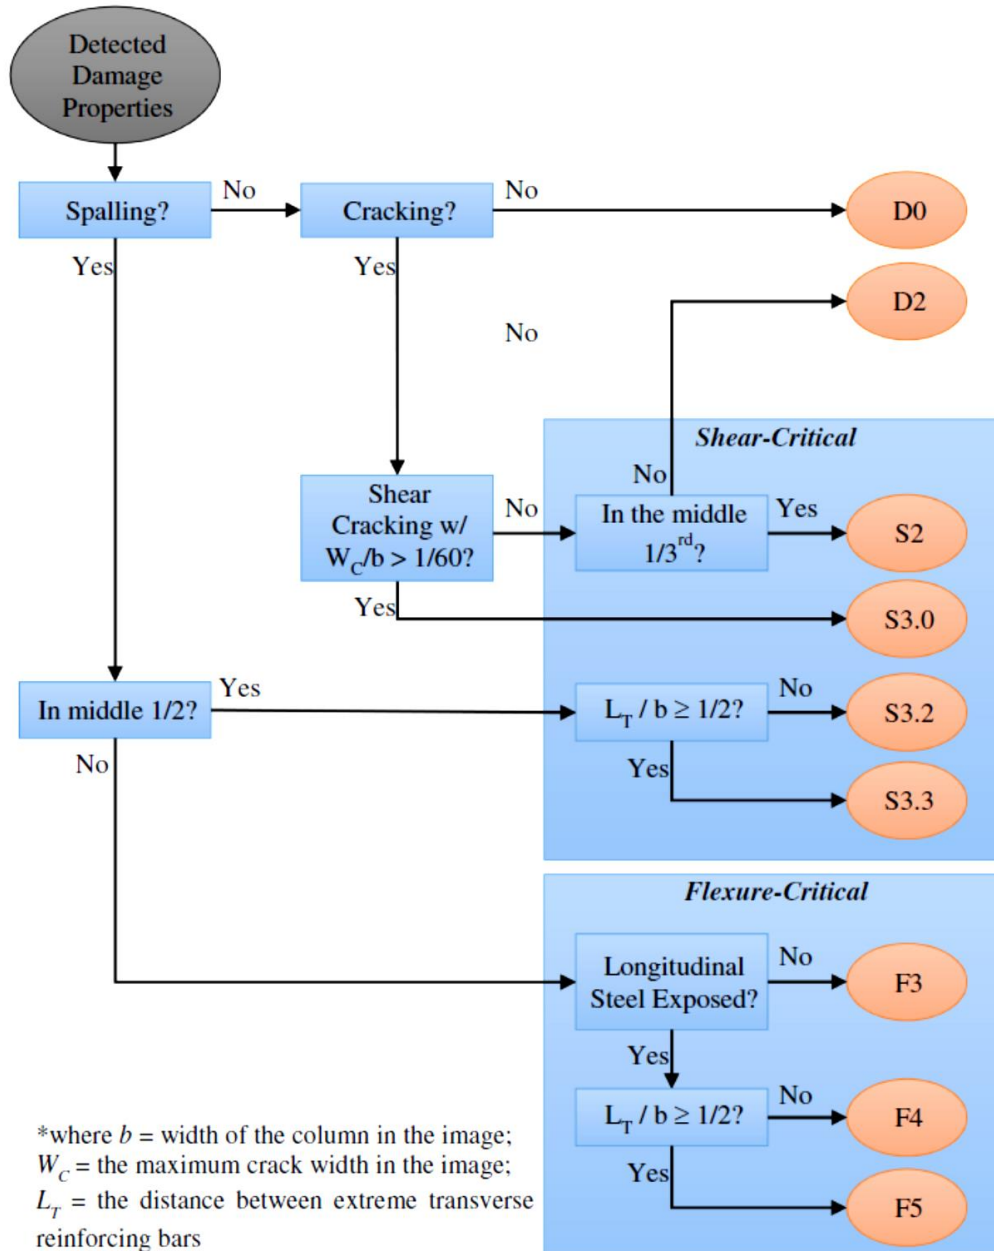 Detected
Damage
Properties
Spalling?
No
Cracking?
No
D0
Yes
Yes
No
D2
Shear-Critical
No
Shear
Cracking w/
W_C/b > 1/60?
No
In the middle
1/3^rd?
Yes
S2
Yes
S3.0
In middle 1/2?
Yes
L_T / b ≥ 1/2?
No
S3.2
No
Yes
S3.3
Flexure-Critical
Longitudinal
Steel Exposed?
No
F3
Yes
L_T / b ≥ 1/2?
No
F4
Yes
F5
*where b = width of the column in the image;
W_C = the maximum crack width in the image;
L_T = the distance between extreme transverse
reinforcing bars